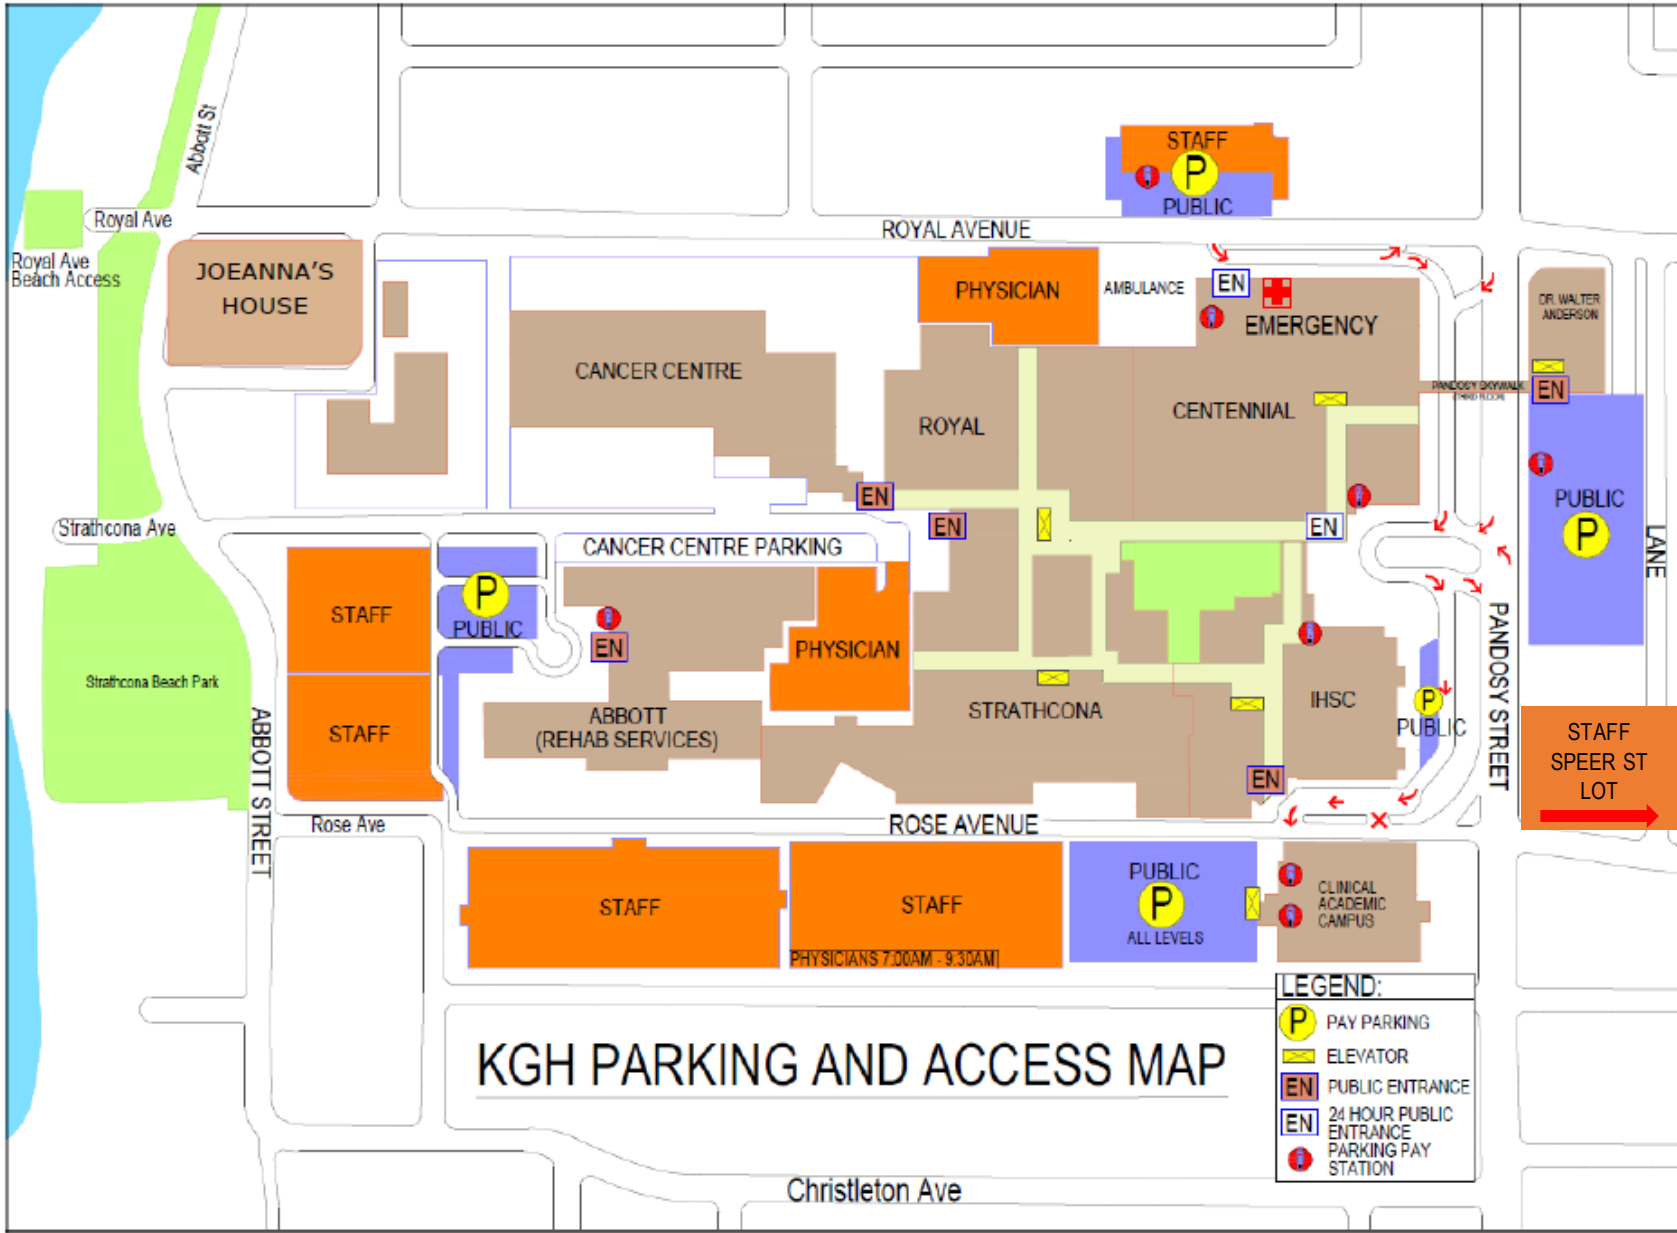 Abbott St
STAFF
P
PUBLIC
Royal Ave
ROYAL AVENUE
Royal Ave
Beach Access
JOEANNA'S
HOUSE
PHYSICIAN
AMBULANCE
EN
EMERGENCY
DR. WALTER
ANDERSON
CANCER CENTRE
ROYAL
CENTENNIAL
PANDOSY SKYWALK
(THIRD FLOOR)
EN
EN
EN
EN
PUBLIC
P
LANE
Strathcona Ave
CANCER CENTRE PARKING
STAFF
P
PUBLIC
EN
PHYSICIAN
Strathcona Beach Park
STAFF
ABBOTT
(REHAB SERVICES)
STRATHCONA
IHSC
P
PUBLIC
PANDOSY STREET
STAFF
SPEER ST
LOT
EN
ABBOTT STREET
Rose Ave
ROSE AVENUE
STAFF
STAFF
PHYSICIANS 7:00AM - 9:30AM
PUBLIC
P
ALL LEVELS
CLINICAL
ACADEMIC
CAMPUS
LEGEND:
P PAY PARKING
ELEVATOR
EN PUBLIC ENTRANCE
EN 24 HOUR PUBLIC
ENTRANCE
PARKING PAY
STATION
KGH PARKING AND ACCESS MAP
Christleton Ave